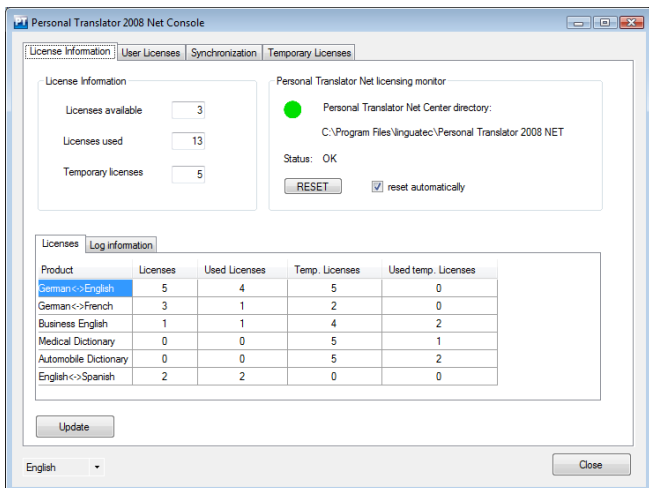 PT Personal Translator 2008 Net Console
License Information User Licenses Synchronization Temporary Licenses
License Information
Licenses available 3
Licenses used 13
Temporary licenses 5
Personal Translator Net licensing monitor
Personal Translator Net Center directory:
C:\Program Files\linguatec\Personal Translator 2008 NET
Status: OK
RESET reset automatically
Licenses Log information
Product Licenses Used Licenses Temp. Licenses Used temp. Licenses
German<->English 5 4 5 0
German<->French 3 1 2 0
Business English 1 1 4 2
Medical Dictionary 0 0 5 1
Automobile Dictionary 0 0 5 2
English<->Spanish 2 2 0 0
Update
English Close